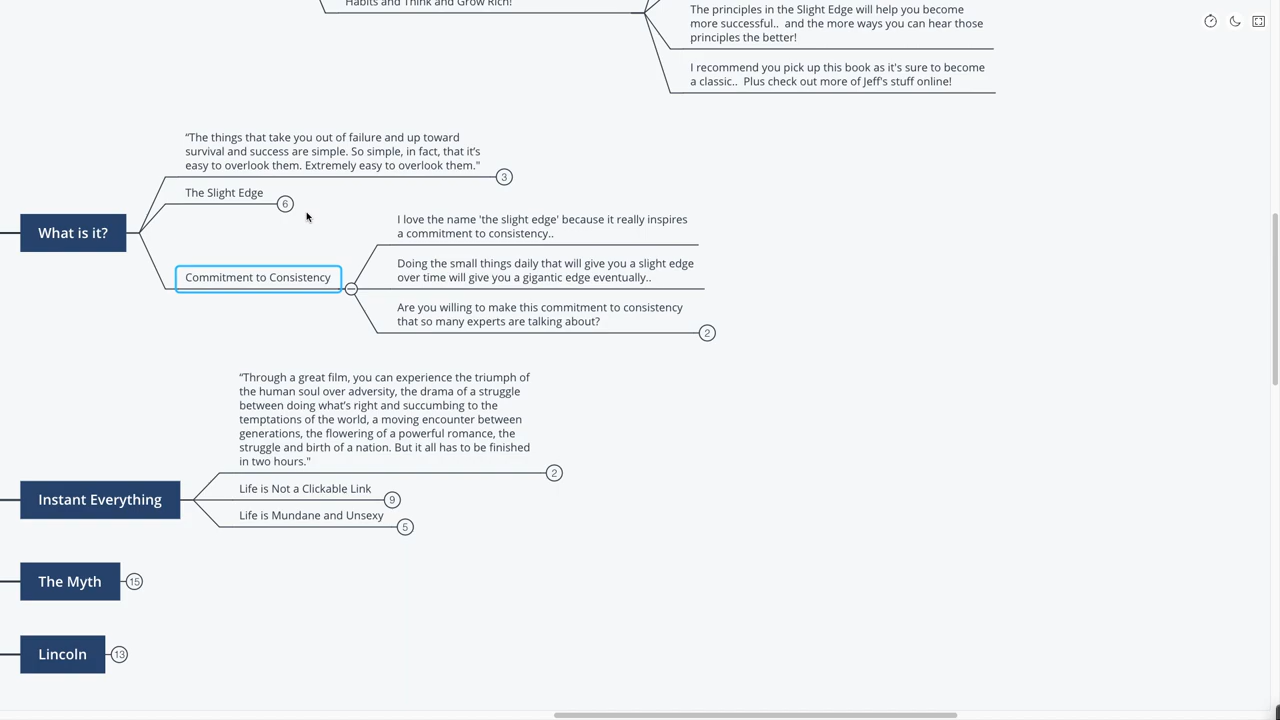 Habits and Think and Grow Rich!
The principles in the Slight Edge will help you become
more successful..  and the more ways you can hear those
principles the better!
I recommend you pick up this book as it's sure to become
a classic..  Plus check out more of Jeff's stuff online!
What is it?
“The things that take you out of failure and up toward
survival and success are simple. So simple, in fact, that it’s
easy to overlook them. Extremely easy to overlook them."
3
The Slight Edge
6
Commitment to Consistency
I love the name 'the slight edge' because it really inspires
a commitment to consistency..
Doing the small things daily that will give you a slight edge
over time will give you a gigantic edge eventually..
Are you willing to make this commitment to consistency
that so many experts are talking about?
2
Instant Everything
“Through a great film, you can experience the triumph of
the human soul over adversity, the drama of a struggle
between doing what’s right and succumbing to the
temptations of the world, a moving encounter between
generations, the flowering of a powerful romance, the
struggle and birth of a nation. But it all has to be finished
in two hours."
2
Life is Not a Clickable Link
9
Life is Mundane and Unsexy
5
The Myth
15
Lincoln
13